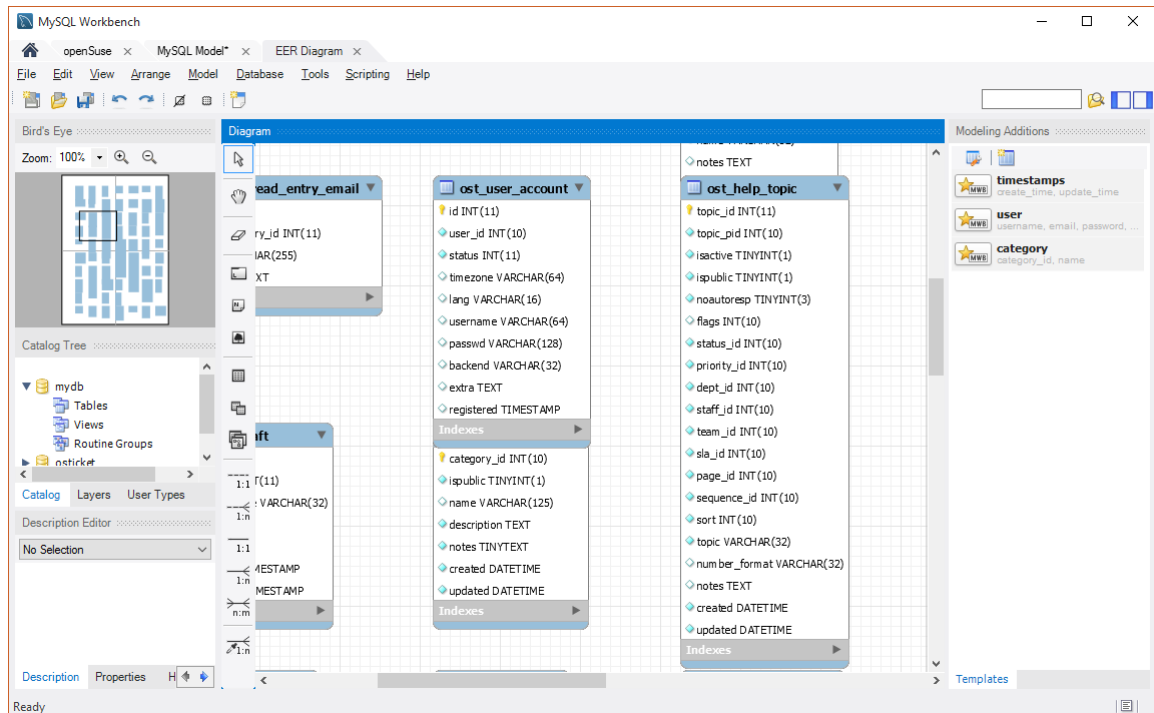 MySQL Workbench
openSuse
MySQL Model*
EER Diagram
File Edit View Arrange Model Database Tools Scripting Help
Bird's Eye
Zoom: 100%
Catalog Tree
mydb
Tables
Views
Routine Groups
osticket
Catalog Layers User Types
Description Editor
No Selection
Description Properties H
Ready
Diagram
1:1
1:n
1:1
1:n
n:m
1:n
read_entry_email
ry_id INT(11)
HAR(255)
EXT
aft
T(11)
e VARCHAR(32)
MESTAMP
MESTAMP
ost_user_account
id INT(11)
user_id INT(10)
status INT(11)
timezone VARCHAR(64)
lang VARCHAR(16)
username VARCHAR(64)
passwd VARCHAR(128)
backend VARCHAR(32)
extra TEXT
registered TIMESTAMP
Indexes
category_id INT(10)
ispublic TINYINT(1)
name VARCHAR(125)
description TEXT
notes TINYTEXT
created DATETIME
updated DATETIME
Indexes
notes TEXT
ost_help_topic
topic_id INT(11)
topic_pid INT(10)
isactive TINYINT(1)
ispublic TINYINT(1)
noautoresp TINYINT(3)
flags INT(10)
status_id INT(10)
priority_id INT(10)
dept_id INT(10)
staff_id INT(10)
team_id INT(10)
sla_id INT(10)
page_id INT(10)
sequence_id INT(10)
sort INT(10)
topic VARCHAR(32)
number_format VARCHAR(32)
notes TEXT
created DATETIME
updated DATETIME
Indexes
Modeling Additions
MWB
timestamps
create_time, update_time
MWB
user
username, email, password, ...
MWB
category
category_id, name
Templates